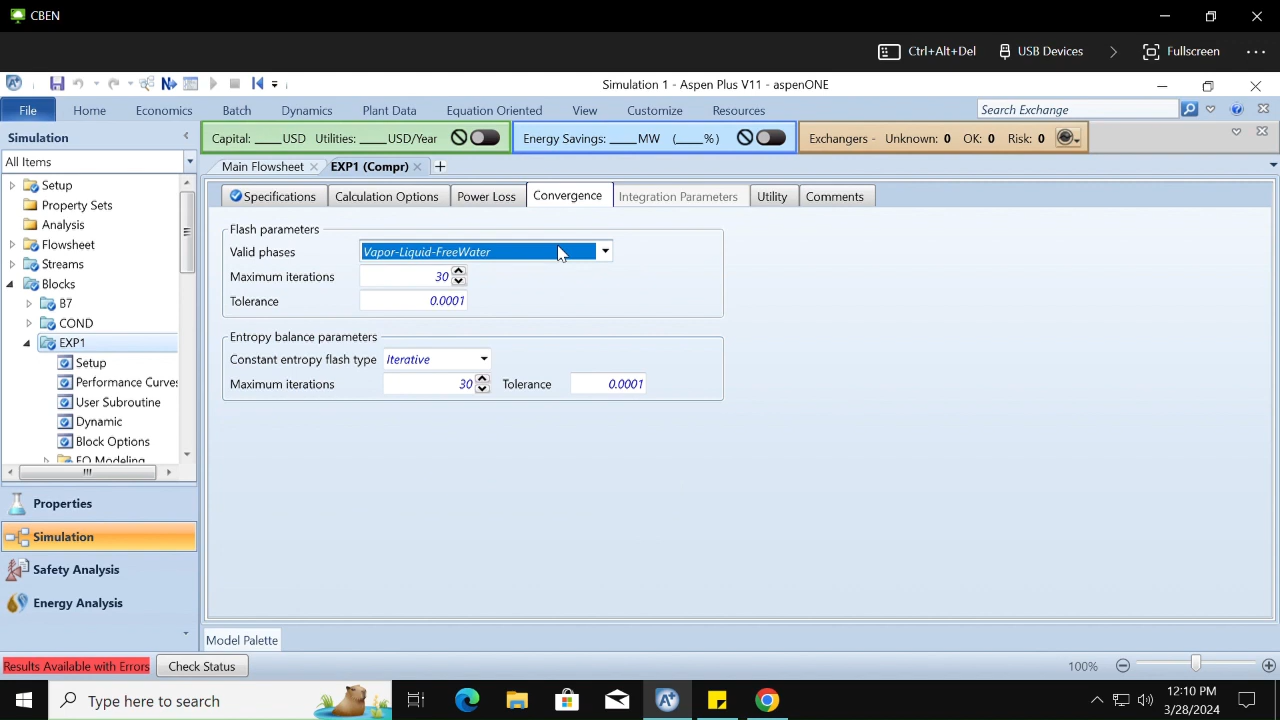 CBEN
Ctrl+Alt+Del USB Devices Fullscreen
Simulation 1 - Aspen Plus V11 - aspenONE
File Home Economics Batch Dynamics Plant Data Equation Oriented View Customize Resources Search Exchange
Simulation
Capital: ____USD Utilities: ____USD/Year Energy Savings: ____MW (____%) Exchangers - Unknown: 0 OK: 0 Risk: 0
All Items
Main Flowsheet EXP1 (Compr)
Setup
Property Sets
Analysis
Flowsheet
Streams
Blocks
B7
COND
EXP1
Setup
Performance Curves
User Subroutine
Dynamic
Block Options
EO Modeling
Specifications Calculation Options Power Loss Convergence Integration Parameters Utility Comments
Flash parameters
Valid phases Vapor-Liquid-FreeWater
Maximum iterations 30
Tolerance 0.0001
Entropy balance parameters
Constant entropy flash type Iterative
Maximum iterations 30 Tolerance 0.0001
Properties
Simulation
Safety Analysis
Energy Analysis
Model Palette
Results Available with Errors Check Status 100%
Type here to search
12:10 PM
3/28/2024